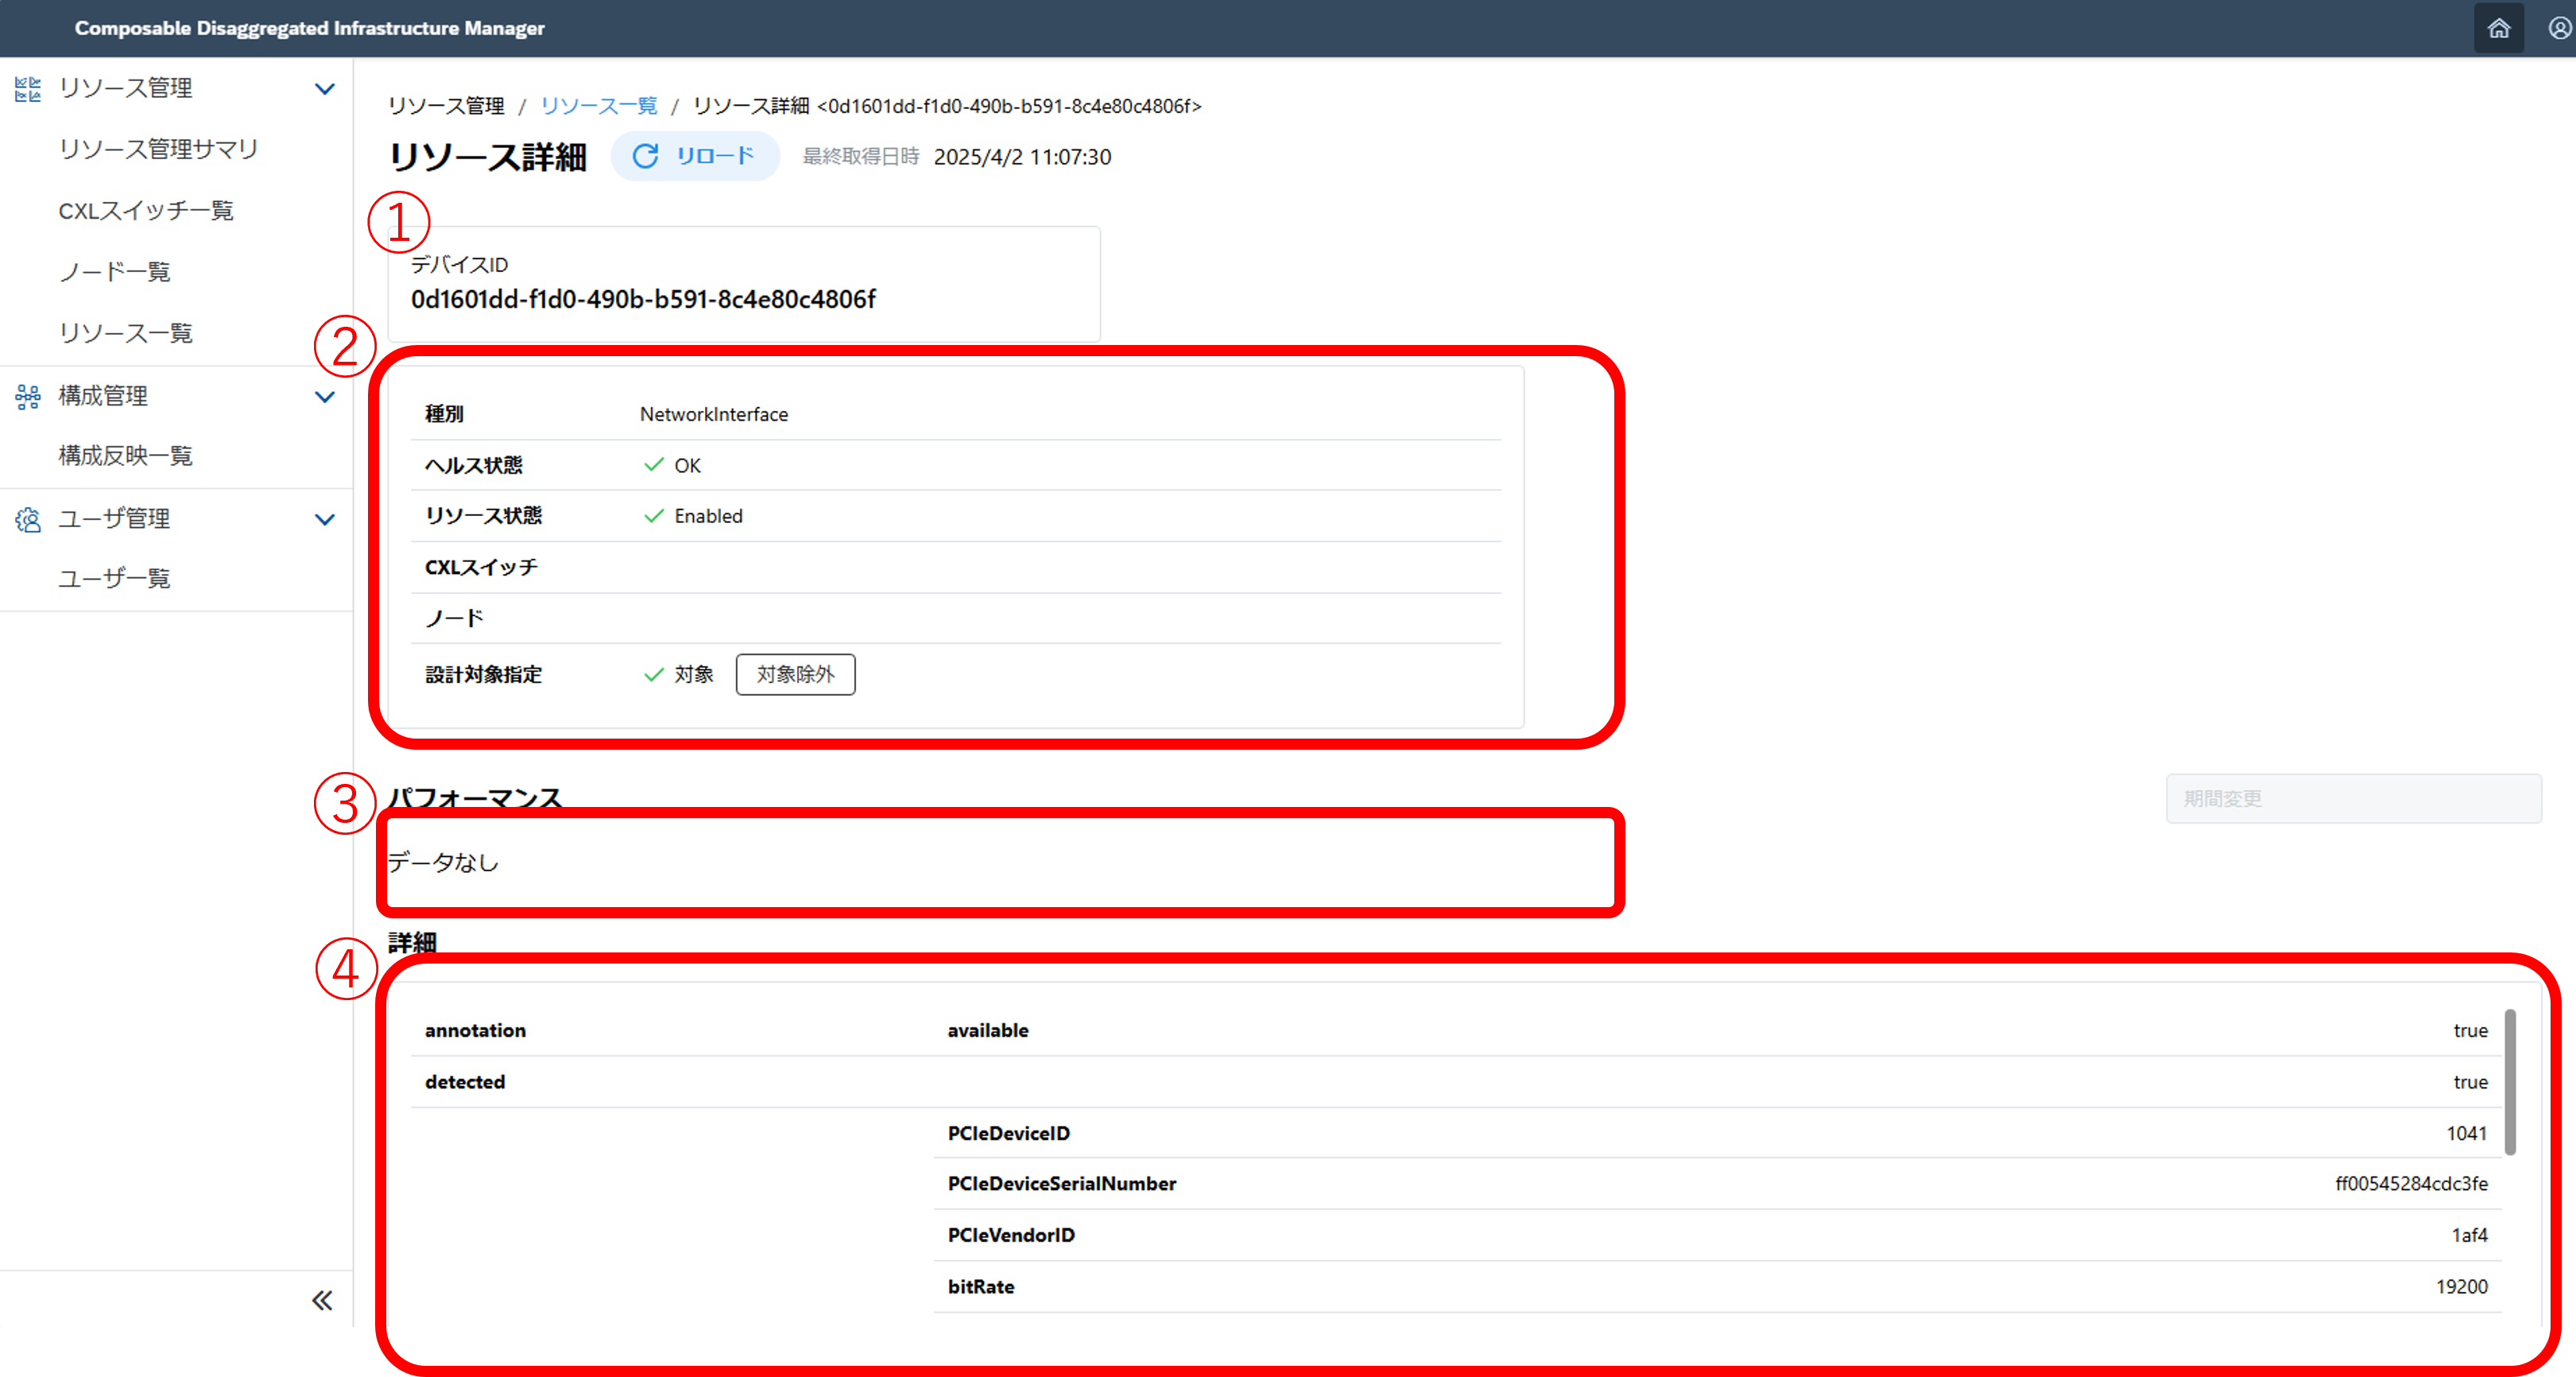 Composable Disaggregated Infrastructure Manager
リソース管理
リソース管理サマリ
CXLスイッチ一覧
ノード一覧
リソース一覧
構成管理
構成反映一覧
ユーザ管理
ユーザ一覧
リソース管理 / リソース一覧 / リソース詳細 <0d1601dd-f1d0-490b-b591-8c4e80c4806f>
リソース詳細 リロード 最終取得日時 2025/4/2 11:07:30
①
デバイスID
0d1601dd-f1d0-490b-b591-8c4e80c4806f
②
種別 NetworkInterface
ヘルス状態 OK
リソース状態 Enabled
CXLスイッチ
ノード
設計対象指定 対象 対象除外
③
パフォーマンス 期間変更
データなし
詳細
④
annotation available true
detected true
PCIeDeviceID 1041
PCIeDeviceSerialNumber ff00545284cdc3fe
PCIeVendorID 1af4
bitRate 19200